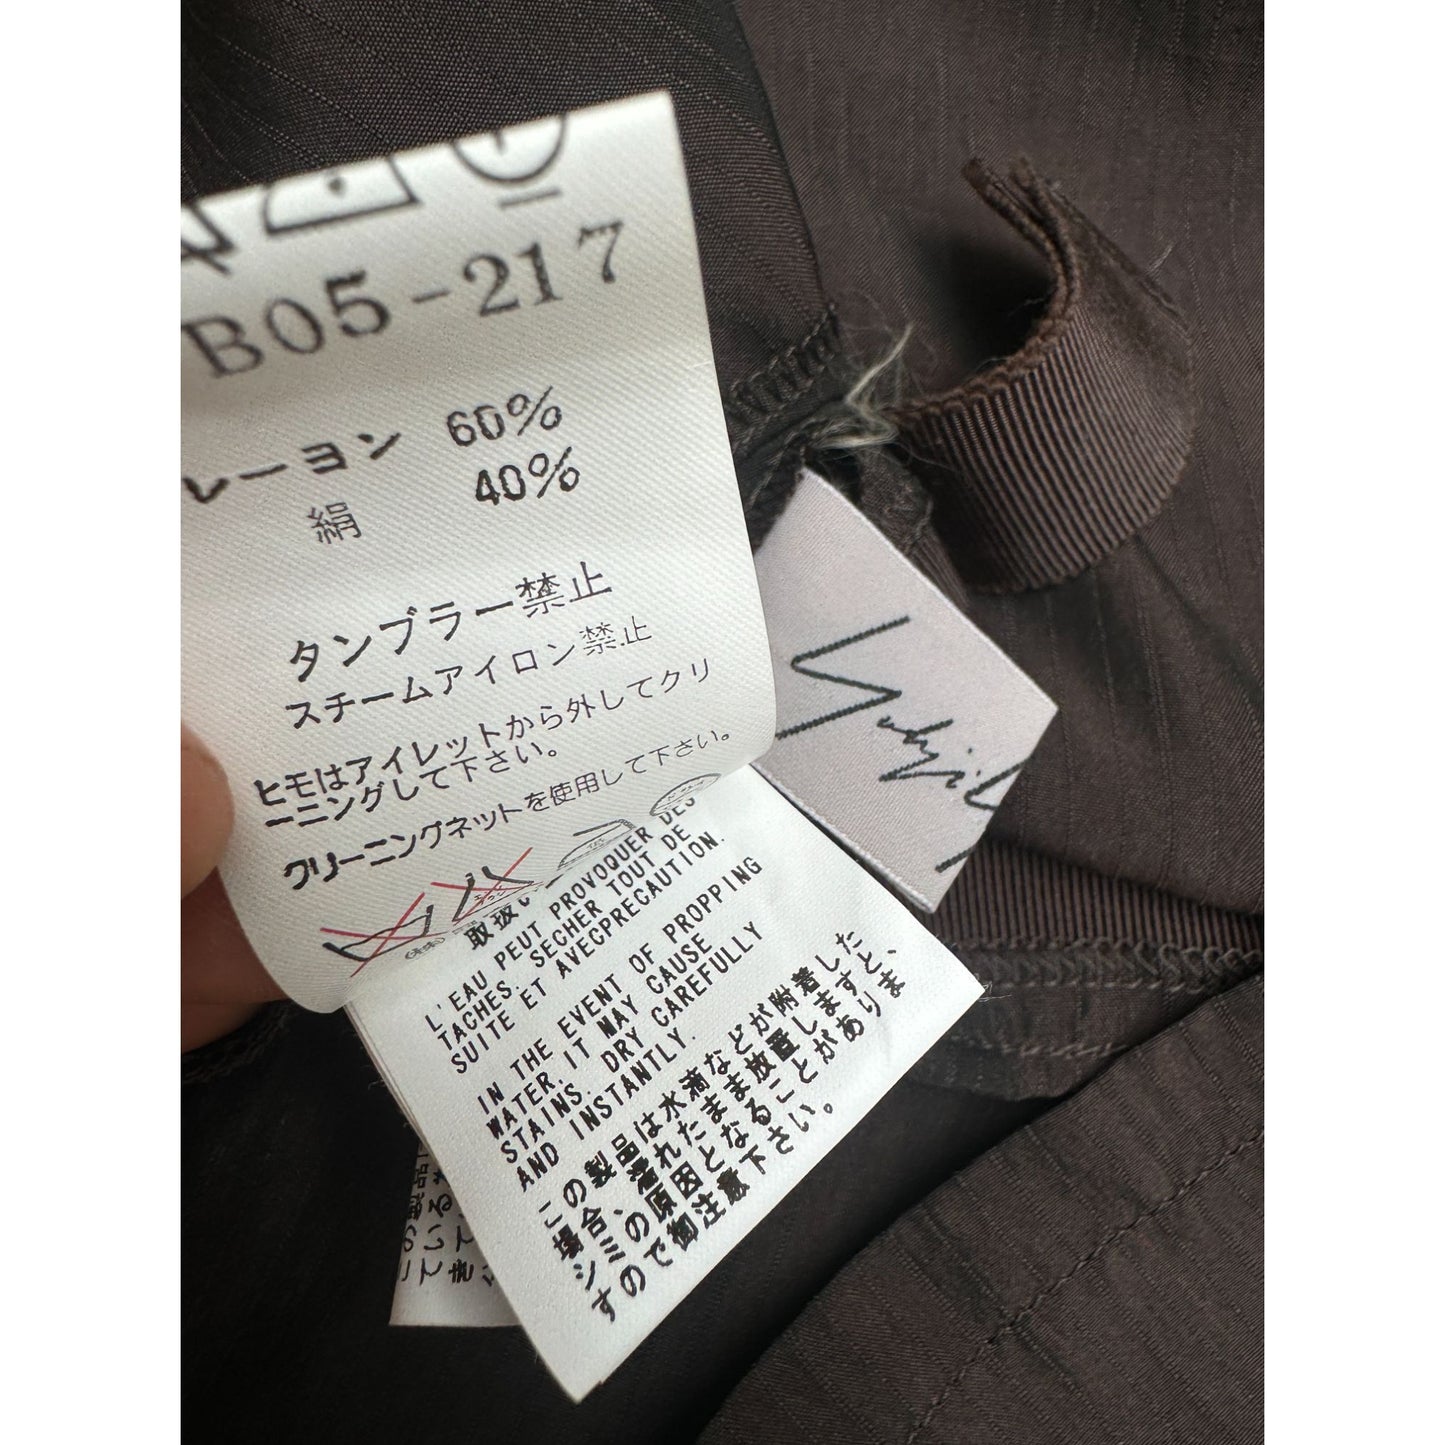 B05-217
レーヨン 60%
絹 40%
タンブラー禁止
スチームアイロン禁止
ヒモはアイレットから外してクリ
ーニングして下さい。
クリーニングネットを使用して下さい。
L'EAU PEUT PROVOQUER DES
TACHES. SECHER TOUT DE
SUITE ET AVECPRECAUTION.
IN THE EVENT OF PROPPING
WATER, IT MAY CAUSE
STAINS. DRY CAREFULLY
AND INSTANTLY.
この製品は水滴などが附着した
場合、濡れたまま放置しますと、
シミの原因となることがありま
すので御注意下さい。